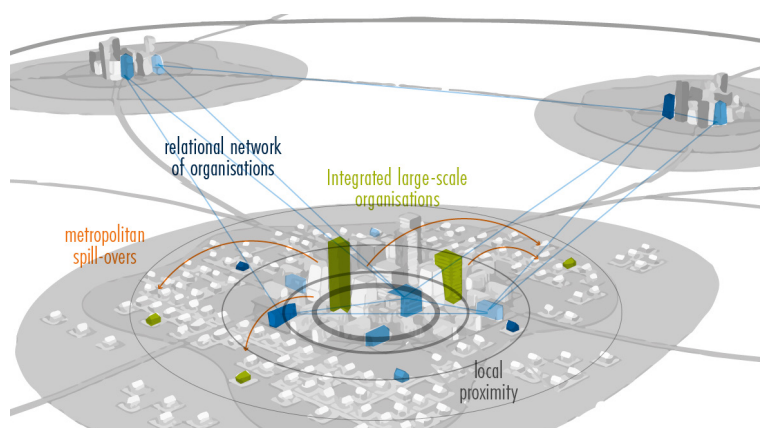 relational network
of organisations
Integrated large-scale
organisations
metropolitan
spill-overs
local
proximity